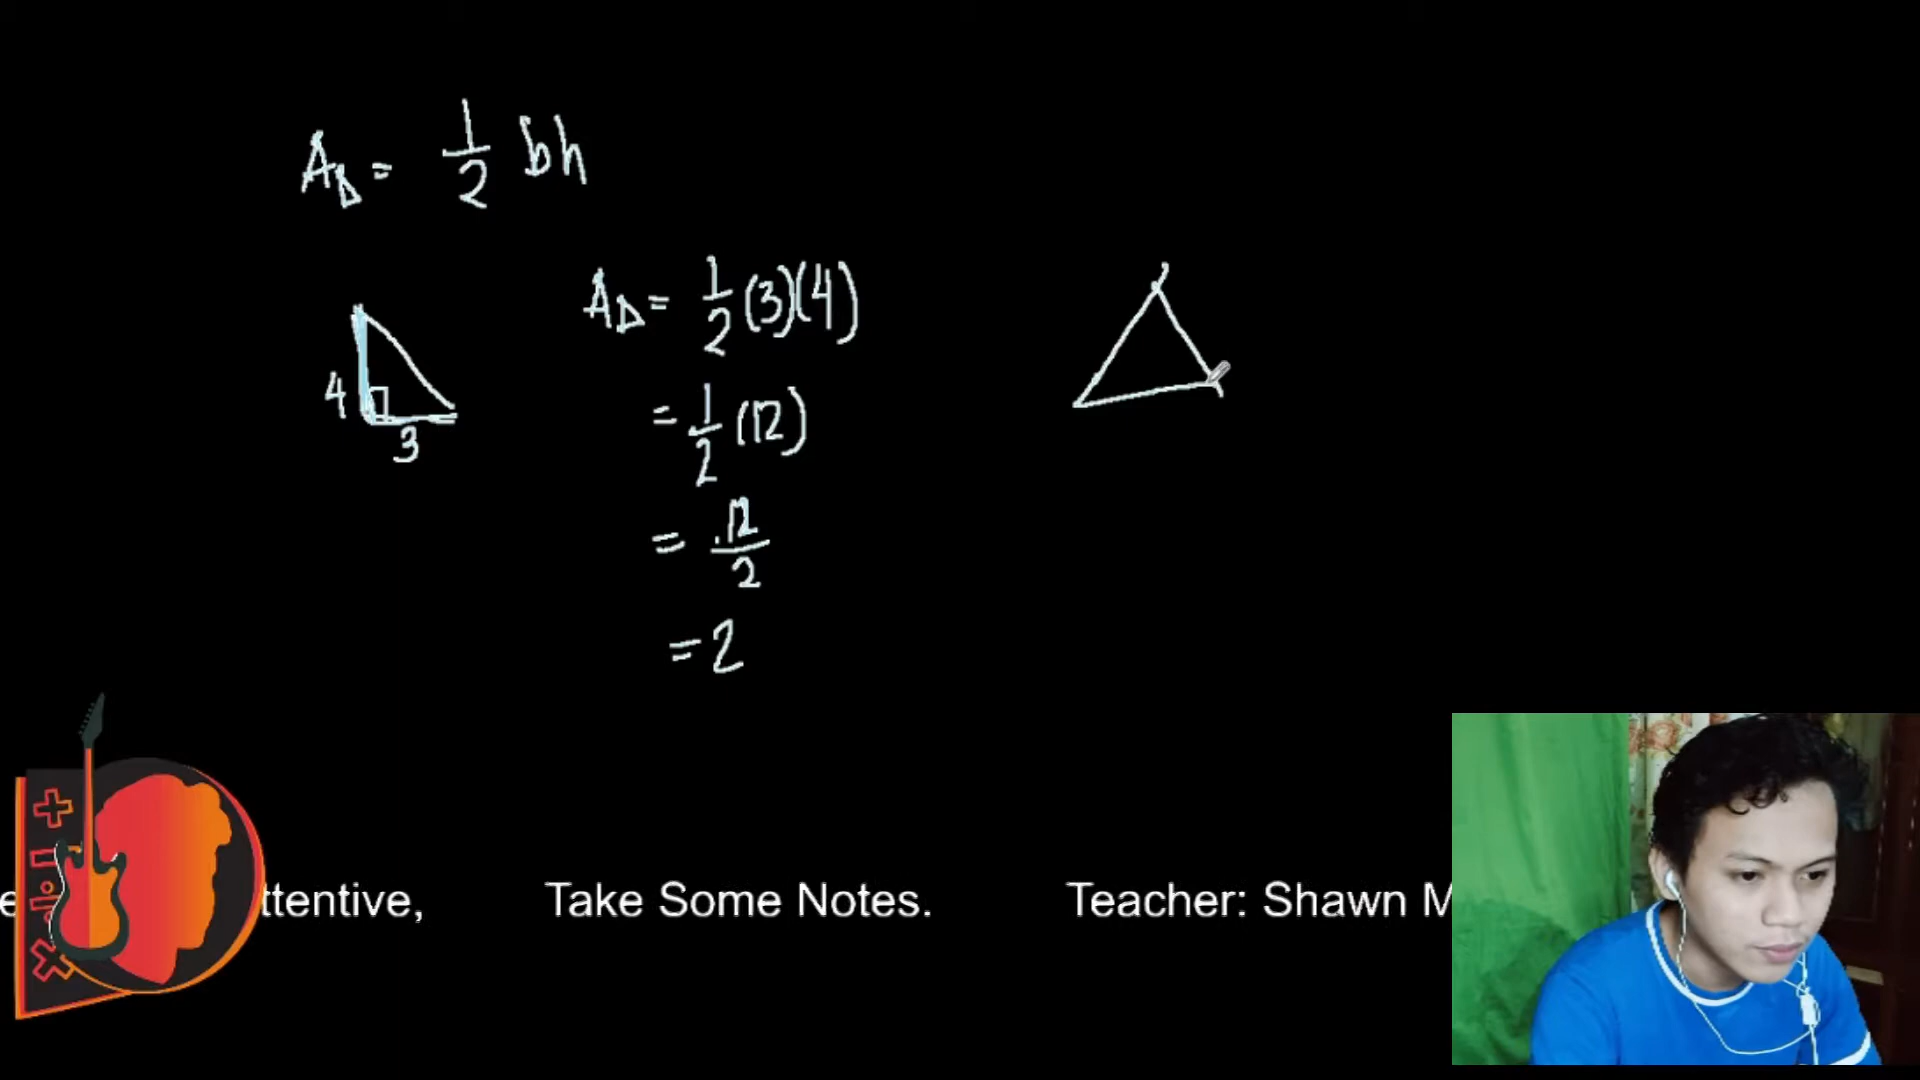 A△ = 1/2 bh
A△ = 1/2 (3)(4)
4
3
= 1/2 (12)
= 12/2
= 2
ttentive, Take Some Notes. Teacher: Shawn M